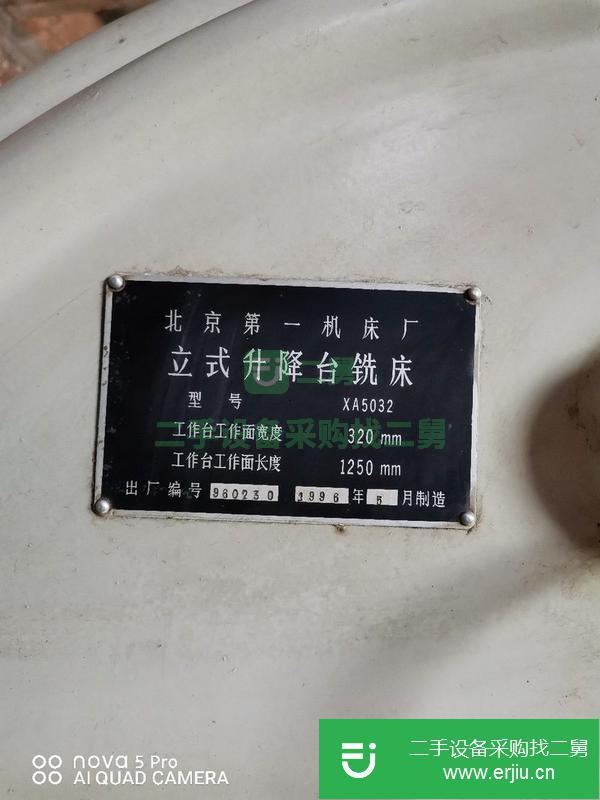 北京第一机床厂
立式升降台铣床
型号 XA5032
工作台工作面宽度 320 mm
工作台工作面长度 1250 mm
出厂编号 960230 1996 年 5 月制造
二舅
二手设备采购找二舅
nova 5 Pro
AI QUAD CAMERA
二手设备采购找二舅
www.erjiu.cn